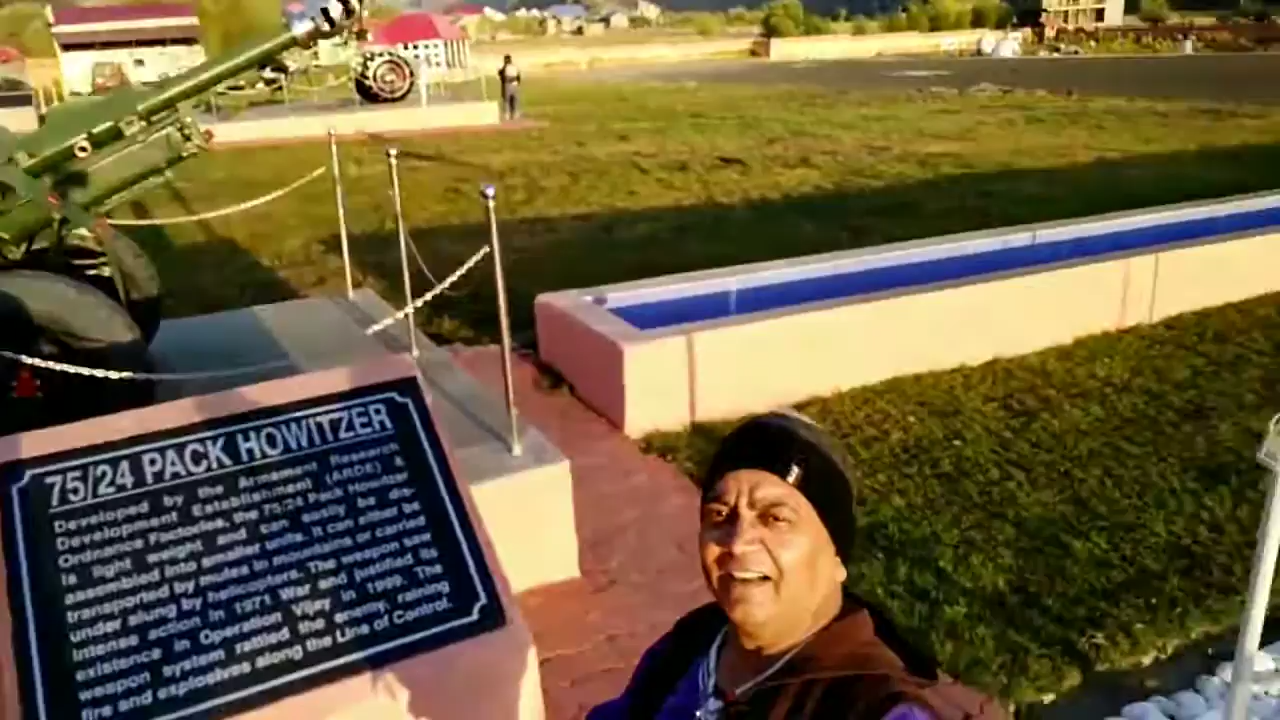 75/24 PACK HOWITZER
Developed by the Armament Research
Development Establishment (ARDE) &
Ordnance Factories, the 75/24 Pack Howitzer
is light weight and can easily be dis-
assembled into smaller units. It can either be
transported by mules in mountains or carried
under slung by helicopters. The weapon saw
intense action in 1971 War and justified its
existence in Operation Vijay in 1999. The
weapon system rattled the enemy, raining
fire and explosives along the Line of Control.